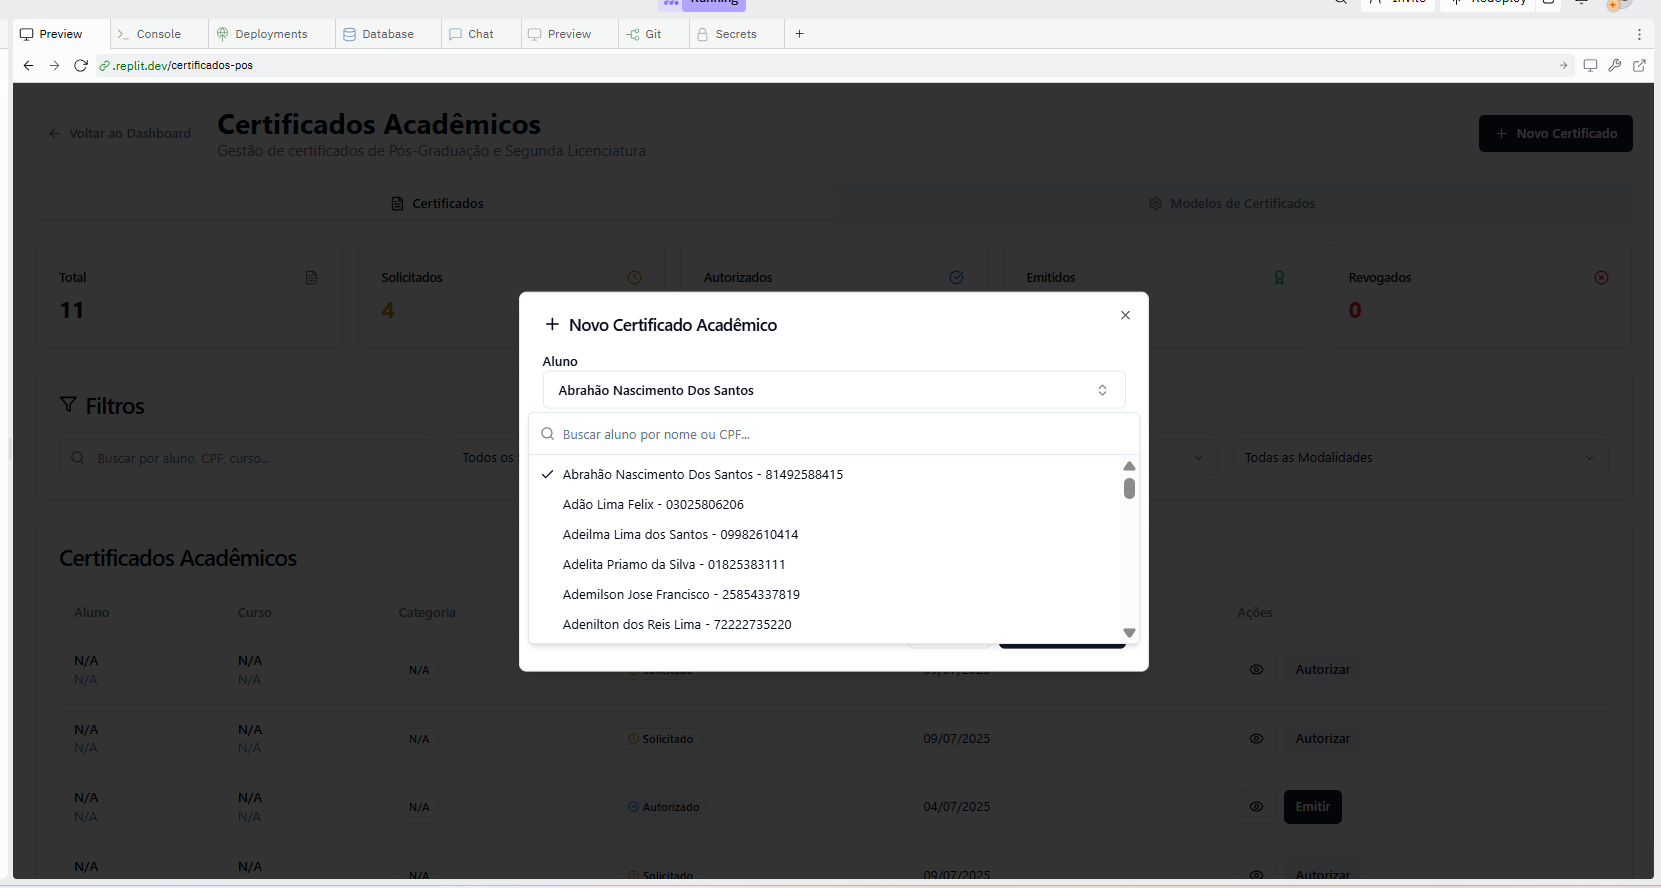 Running
Invite
Redeploy
Preview
Console
Deployments
Database
Chat
Preview
Git
Secrets
.replit.dev/certificados-pos
Voltar ao Dashboard
Certificados Acadêmicos
Gestão de certificados de Pós-Graduação e Segunda Licenciatura
Novo Certificado
Certificados
Modelos de Certificados
Total
11
Solicitados
4
Autorizados
Emitidos
Revogados
0
Novo Certificado Acadêmico
Aluno
Abrahão Nascimento Dos Santos
Buscar aluno por nome ou CPF...
Abrahão Nascimento Dos Santos - 81492588415
Adão Lima Felix - 03025806206
Adeilma Lima dos Santos - 09982610414
Adelita Priamo da Silva - 01825383111
Ademilson Jose Francisco - 25854337819
Adenilton dos Reis Lima - 72222735220
Filtros
Buscar por aluno, CPF, curso...
Todos os
Todas as Modalidades
Certificados Acadêmicos
Aluno
Curso
Categoria
Ações
N/A
N/A
N/A
N/A
N/A
Solicitado
09/07/2025
Autorizar
N/A
N/A
N/A
N/A
N/A
Solicitado
09/07/2025
Autorizar
N/A
N/A
N/A
N/A
N/A
Autorizado
04/07/2025
Emitir
N/A
N/A
N/A
Solicitado
09/07/2025
Autorizar